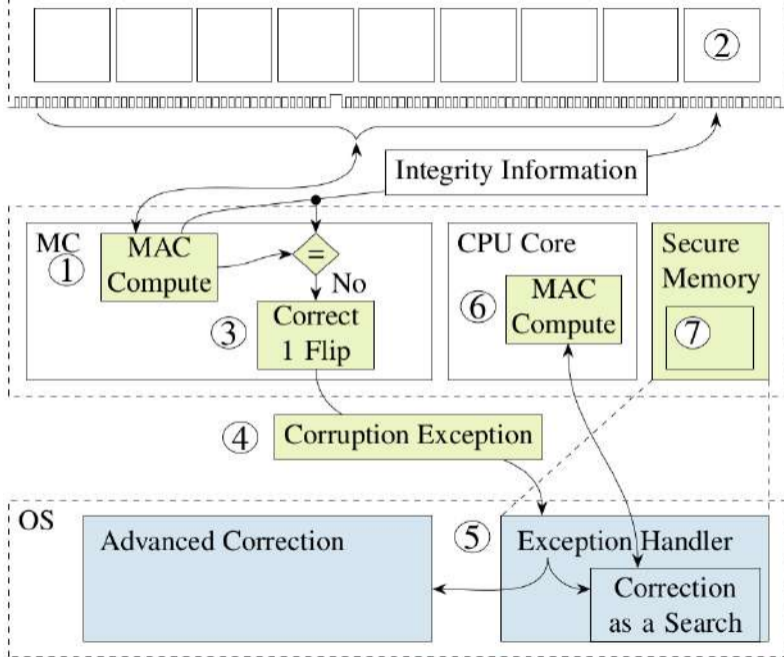 ②
Integrity Information
MC
①
MAC
Compute
=
No
③
Correct
1 Flip
CPU Core
⑥
MAC
Compute
Secure
Memory
⑦
④
Corruption Exception
OS
Advanced Correction
⑤
Exception Handler
Correction
as a Search